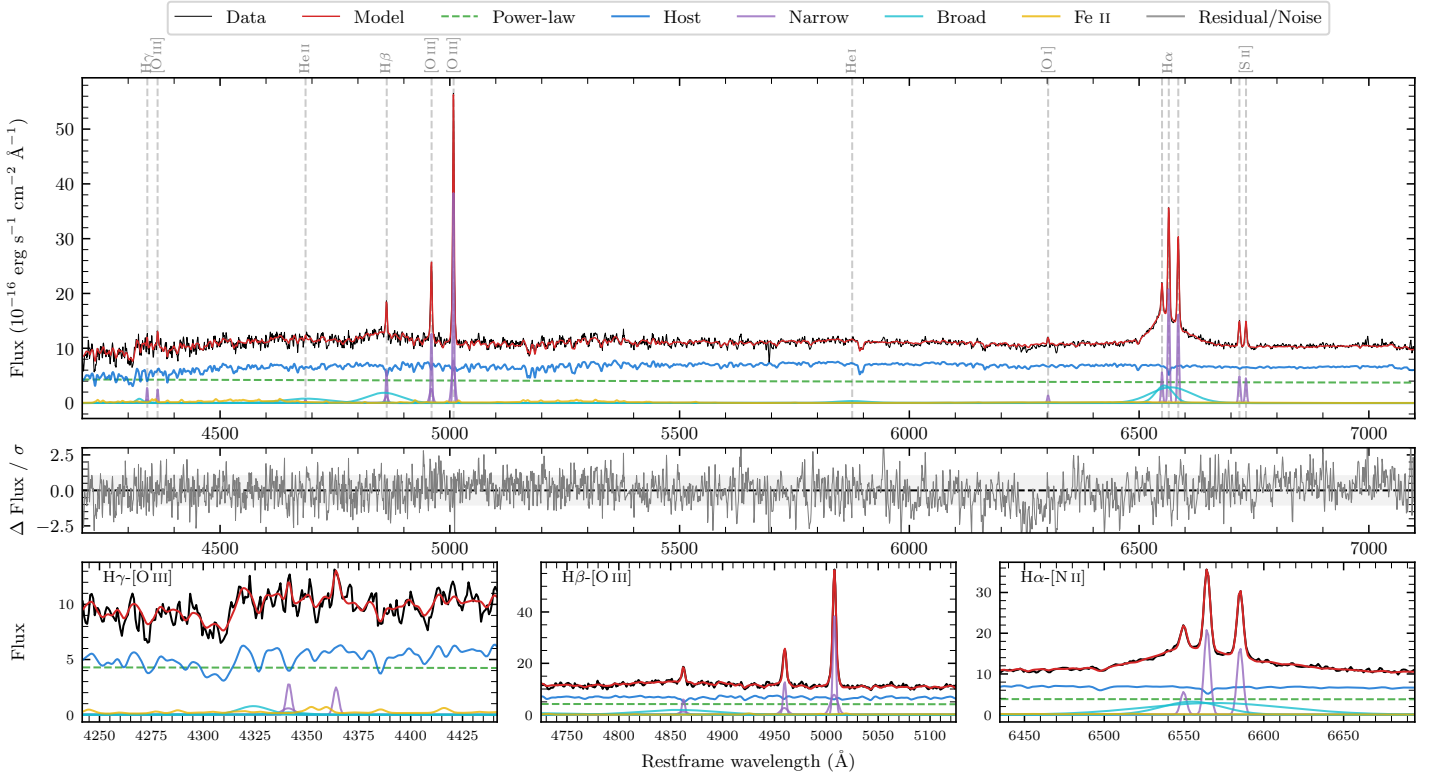 Data Model Power-law Host Narrow Broad Fe II Residual/Noise
Hγ [O III] He II Hβ [O III] [O III] He I [O I] Hα [S II]
Flux (10⁻¹⁶ erg s⁻¹ cm⁻² Å⁻¹)
50
40
30
20
10
0
4500 5000 5500 6000 6500 7000
Δ Flux / σ
2.5
0.0
−2.5
4500 5000 5500 6000 6500 7000
Flux
Hγ-[O III]
10
5
0
4250 4275 4300 4325 4350 4375 4400 4425
Hβ-[O III]
40
20
0
4750 4800 4850 4900 4950 5000 5050 5100
Hα-[N II]
30
20
10
0
6450 6500 6550 6600 6650
Restframe wavelength (Å)